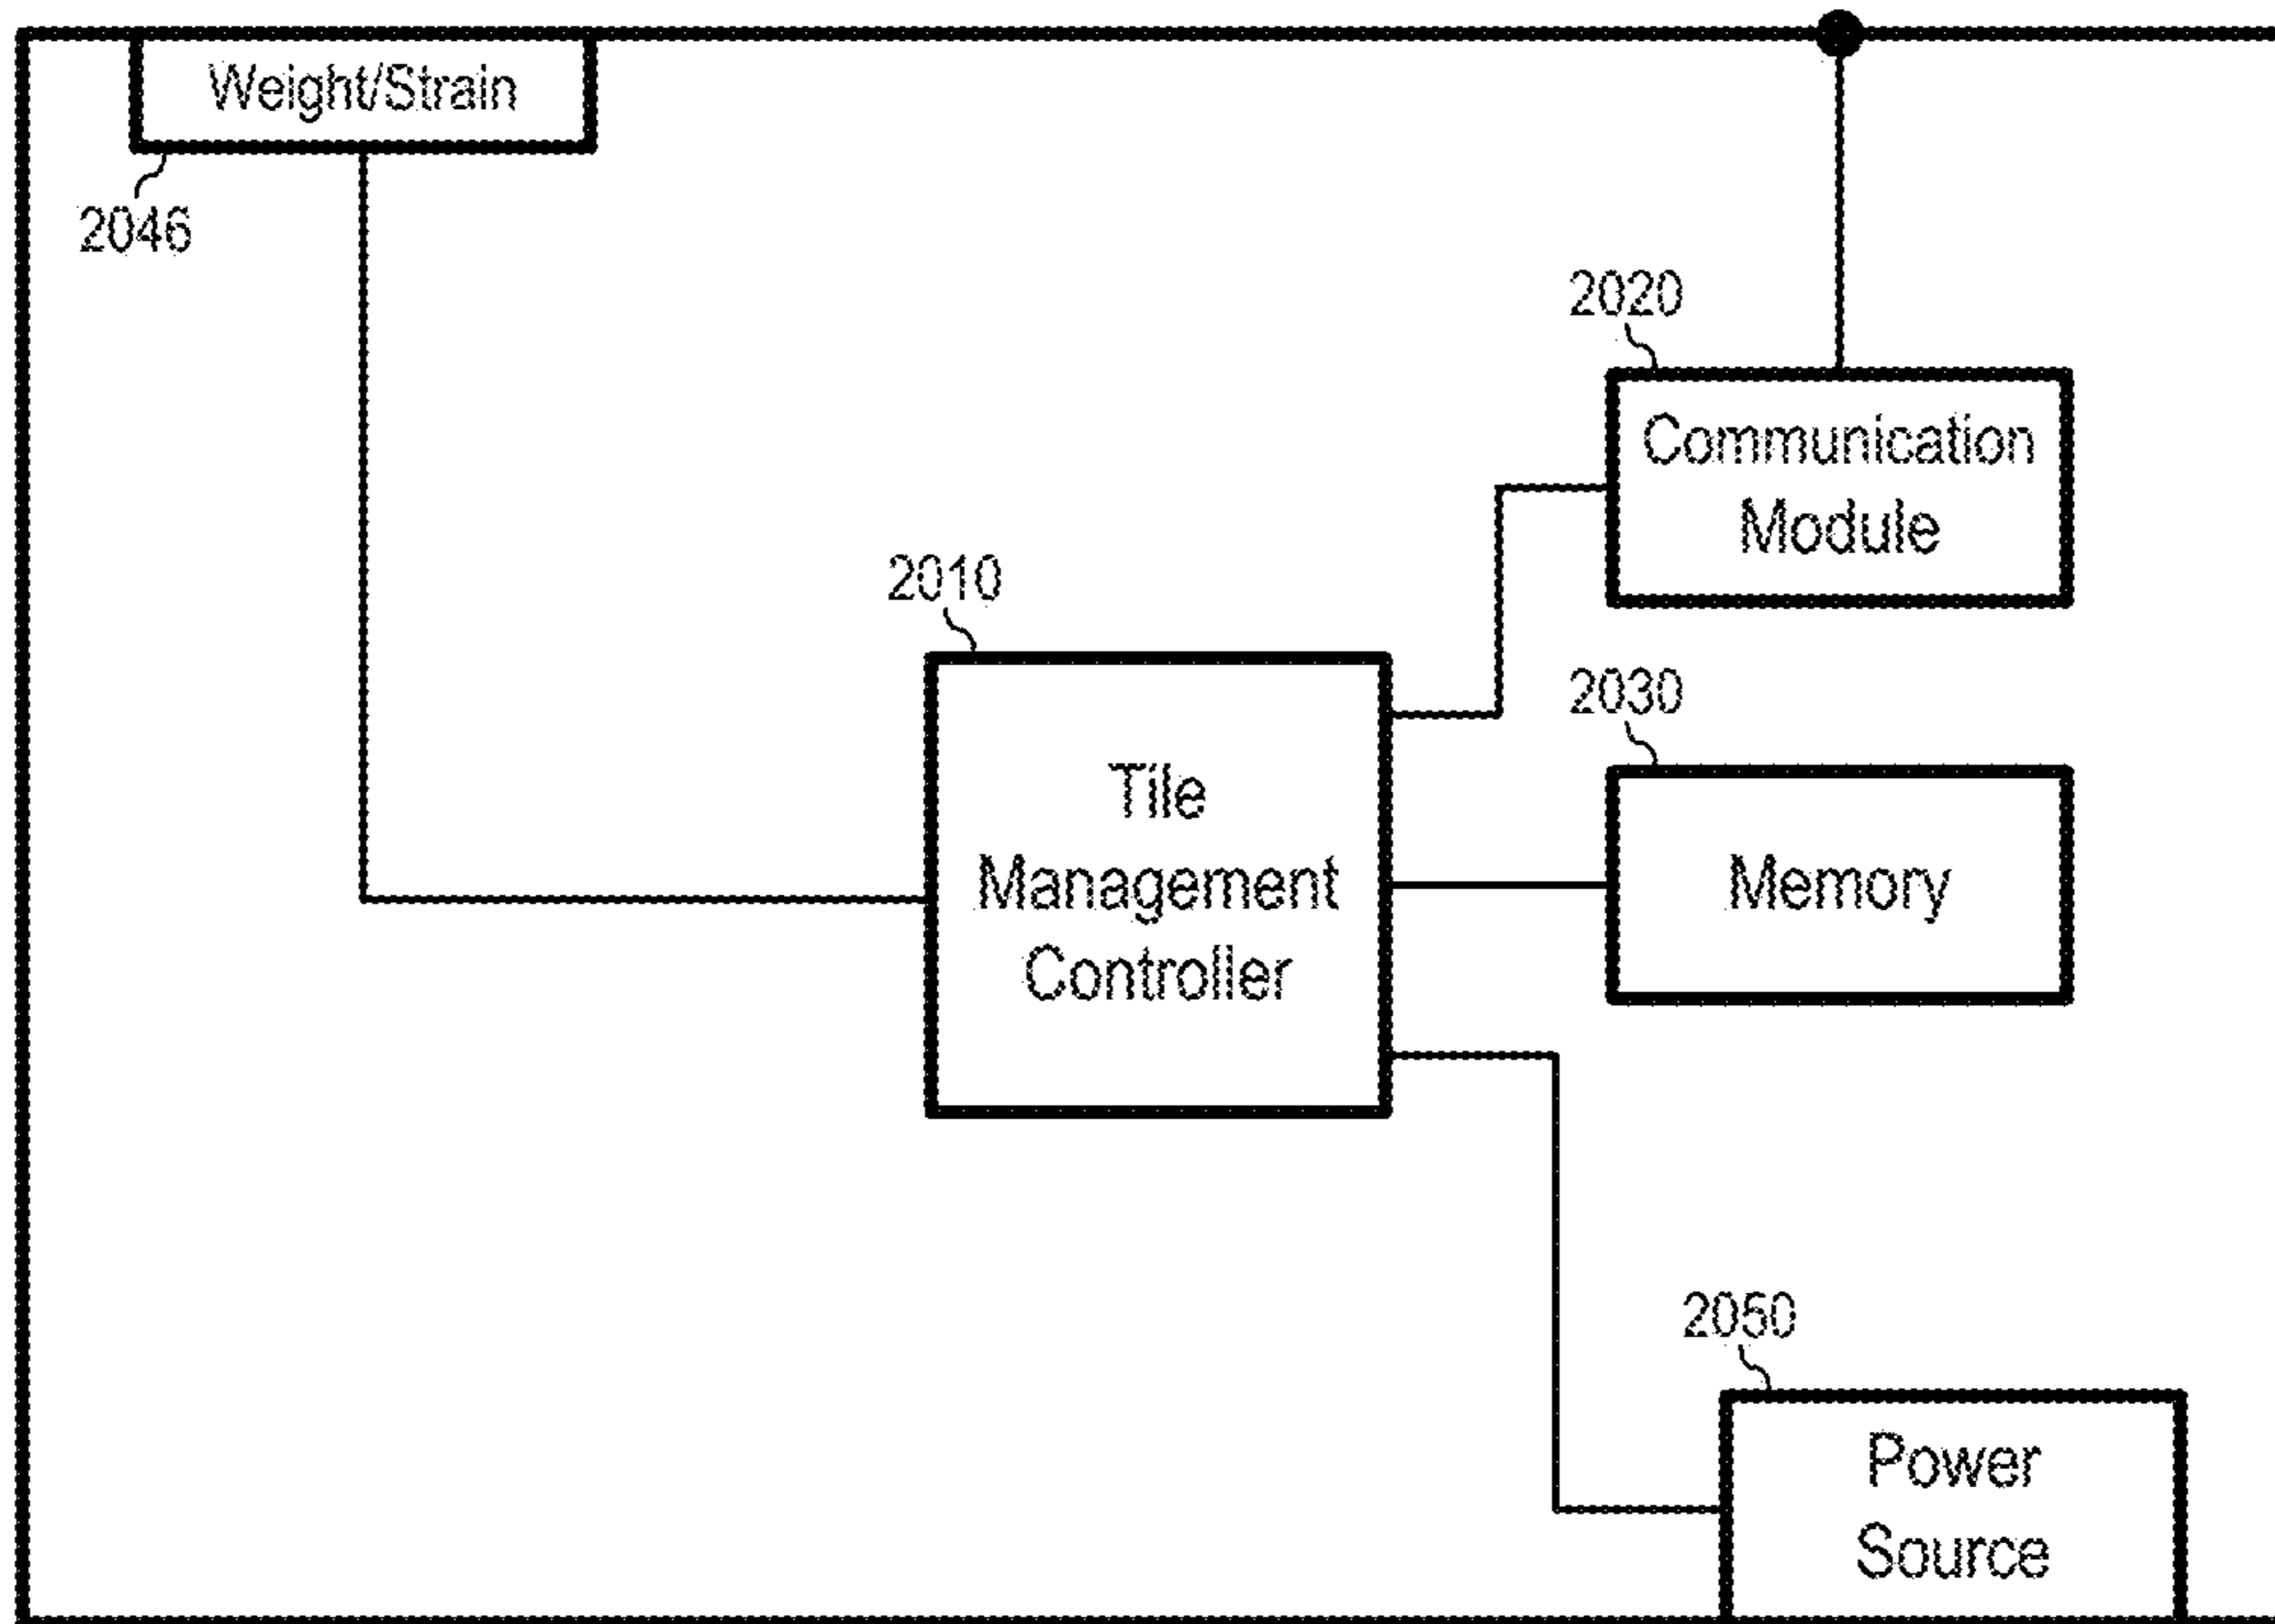 Weight/Strain
2046
2020
Communication
Module
2010
Tile
Management
Controller
2030
Memory
2050
Power
Source